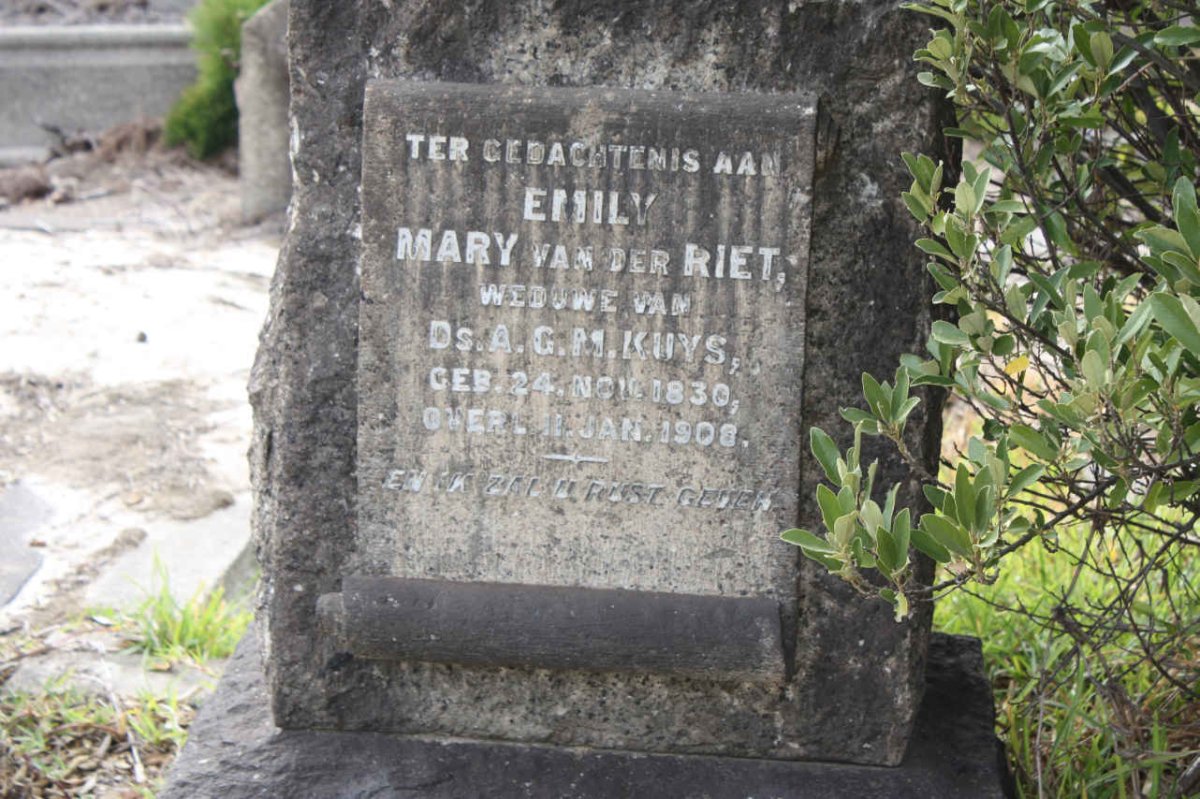 TER GEDACHTENIS AAN
EMILY
MARY VAN DER RIET,
WEDUWE VAN
Ds. A. G. M. KUYS,
GEB. 24. NOV. 1830,
OVERL. 11. JAN. 1908.
EN IK ZAL U RUST GEVEN